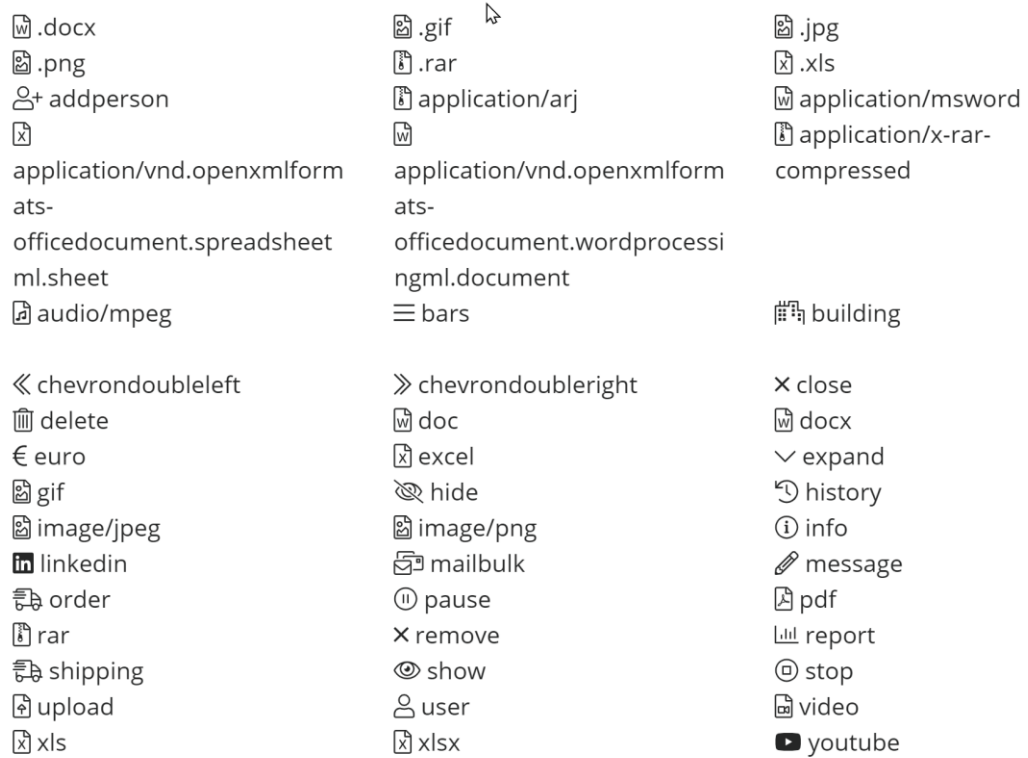 .docx .gif .jpg
.png .rar .xls
addperson application/arj application/msword
application/x-rar-
application/vnd.openxmlform application/vnd.openxmlform compressed
ats- ats-
officedocument.spreadsheet officedocument.wordprocessi
ml.sheet ngml.document
audio/mpeg bars building
chevrondoubleleft chevrondoubleright close
delete doc docx
euro excel expand
gif hide history
image/jpeg image/png info
linkedin mailbulk message
order pause pdf
rar remove report
shipping show stop
upload user video
xls xlsx youtube